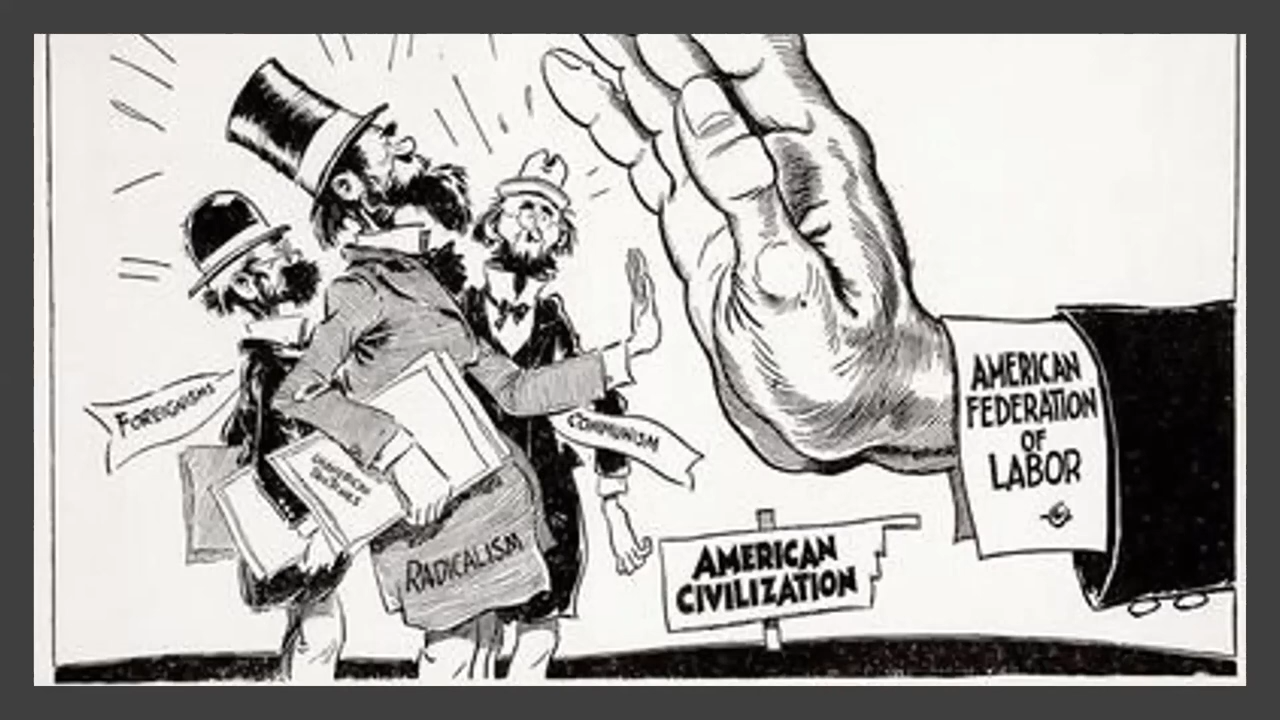 FOREIGNISMS
COMMUNISM
RADICALISM
AMERICAN
CIVILIZATION
AMERICAN
FEDERATION
OF
LABOR